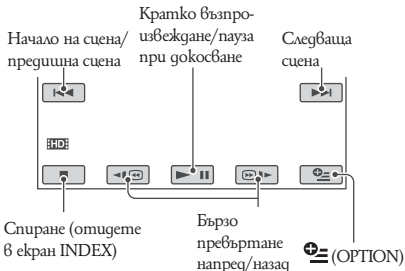 Кратко възпро-
извеждане/пауза
при докосване
Начало на сцена/
предишна сцена
Следваща
сцена
HD
Спиране (отидете
в екран INDEX)
Бързо
превъртане
напред/назад
(OPTION)